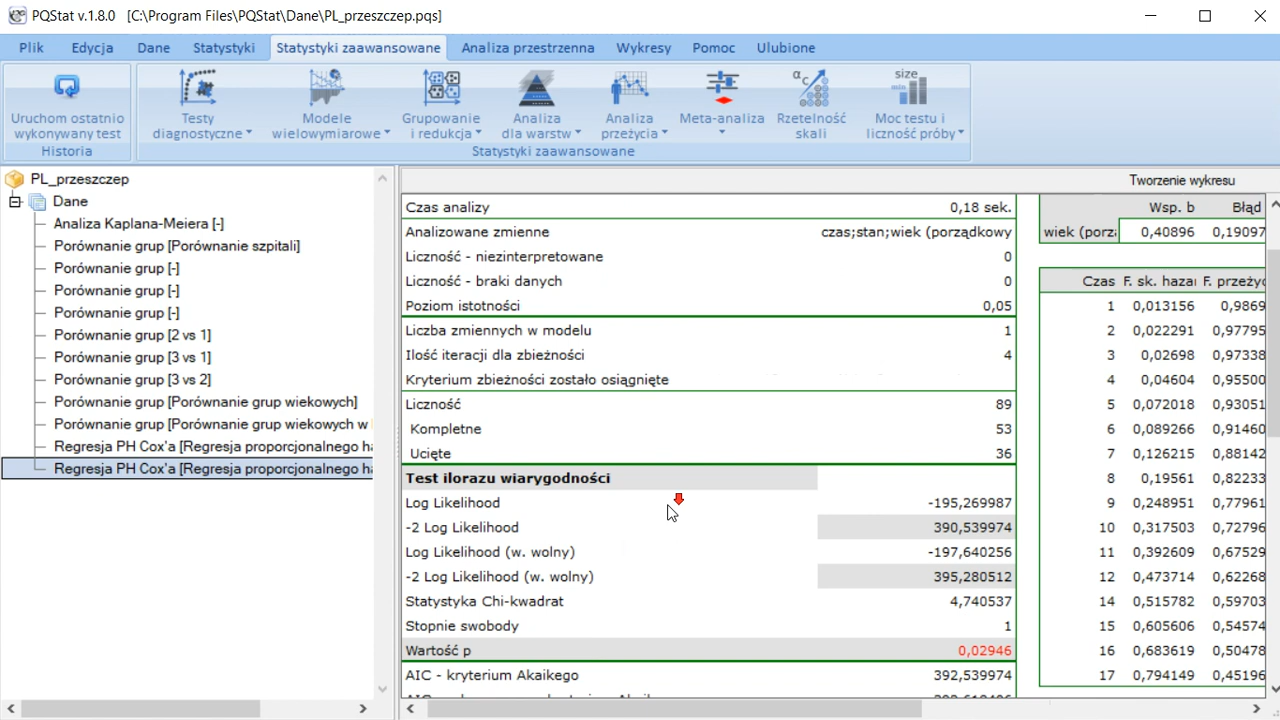 PQStat v.1.8.0 [C:\Program Files\PQStat\Dane\PL_przeszczep.pqs]
Plik Edycja Dane Statystyki Statystyki zaawansowane Analiza przestrzenna Wykresy Pomoc Ulubione
Uruchom ostatnio
wykonywany test
Historia
Testy
diagnostyczne
Modele
wielowymiarowe
Grupowanie
i redukcja
Analiza
dla warstw
Analiza
przeżycia
Meta-analiza
Rzetelność
skali
size
min
Moc testu i
liczność próby
Statystyki zaawansowane
PL_przeszczep
Dane
Analiza Kaplana-Meiera [-]
Porównanie grup [Porównanie szpitali]
Porównanie grup [-]
Porównanie grup [-]
Porównanie grup [-]
Porównanie grup [2 vs 1]
Porównanie grup [3 vs 1]
Porównanie grup [3 vs 2]
Porównanie grup [Porównanie grup wiekowych]
Porównanie grup [Porównanie grup wiekowych w
Regresja PH Cox'a [Regresja proporcjonalnego ha
Regresja PH Cox'a [Regresja proporcjonalnego ha
Tworzenie wykresu
Czas analizy 0,18 sek.
Analizowane zmienne czas;stan;wiek (porządkowy
Liczność - niezinterpretowane 0
Liczność - braki danych 0
Poziom istotności 0,05
Liczba zmiennych w modelu 1
Ilość iteracji dla zbieżności 4
Kryterium zbieżności zostało osiągnięte
Liczność 89
Kompletne 53
Ucięte 36
Test ilorazu wiarygodności
Log Likelihood -195,269987
-2 Log Likelihood 390,539974
Log Likelihood (w. wolny) -197,640256
-2 Log Likelihood (w. wolny) 395,280512
Statystyka Chi-kwadrat 4,740537
Stopnie swobody 1
Wartość p 0,02946
AIC - kryterium Akaikego 392,539974
Wsp. b Błąd
wiek (porz 0,40896 0,19097
Czas F. sk. hazar F. przeżyc
1 0,013156 0,9869
2 0,022291 0,97795
3 0,02698 0,97338
4 0,04604 0,95500
5 0,072018 0,93051
6 0,089266 0,91460
7 0,126215 0,88142
8 0,19561 0,82233
9 0,248951 0,77961
10 0,317503 0,72796
11 0,392609 0,67529
12 0,473714 0,62268
14 0,515782 0,59703
15 0,605606 0,54574
16 0,683619 0,50478
17 0,794149 0,45196